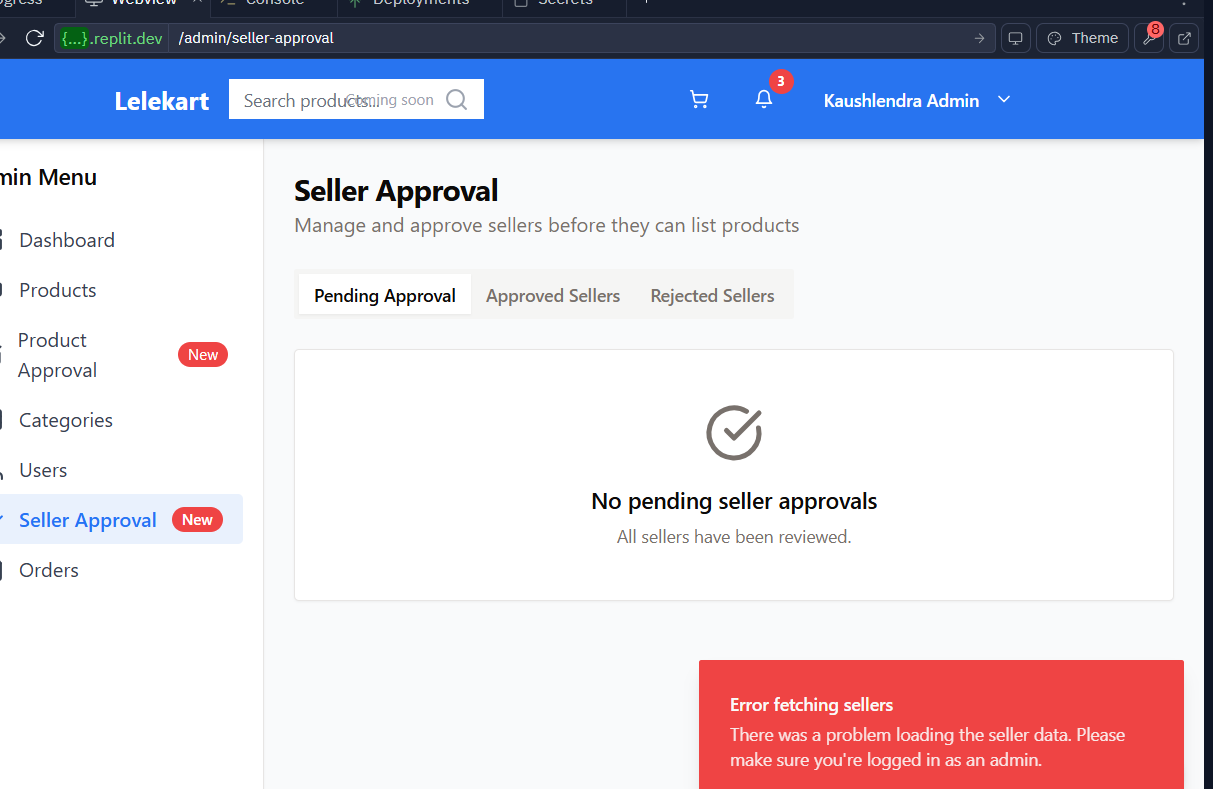 Webview
Console
Deployments
Secrets
{...}.replit.dev /admin/seller-approval
Theme
8
Lelekart
Search products...
Coming soon
3
Kaushlendra Admin
min Menu
Dashboard
Products
Product
Approval
New
Categories
Users
Seller Approval New
Orders
Seller Approval
Manage and approve sellers before they can list products
Pending Approval Approved Sellers Rejected Sellers
No pending seller approvals
All sellers have been reviewed.
Error fetching sellers
There was a problem loading the seller data. Please
make sure you're logged in as an admin.